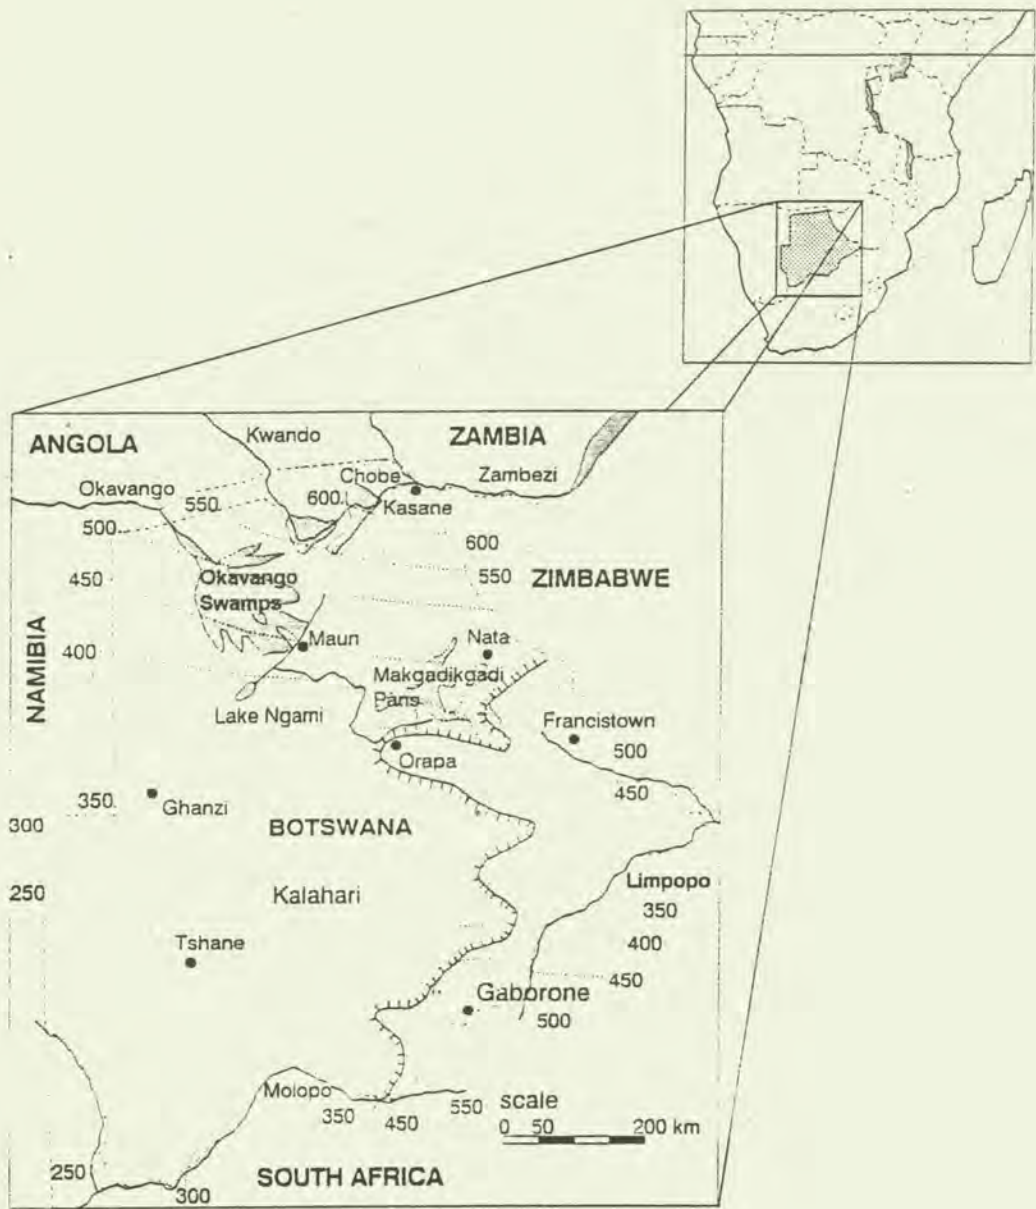 ANGOLA
Kwando
ZAMBIA
Okavango
Chobe
Zambezi
550
600
Kasane
500
600
450
550
ZIMBABWE
Okavango
Swamps
NAMIBIA
Maun
Nata
400
Makgadikgadi
Pans
Lake Ngami
Francistown
500
Orapa
450
350
Ghanzi
300
BOTSWANA
Limpopo
250
Kalahari
350
Tshane
400
450
Gaborone
500
Molopo
350
450
550
scale
0 50 200 km
250
300
SOUTH AFRICA